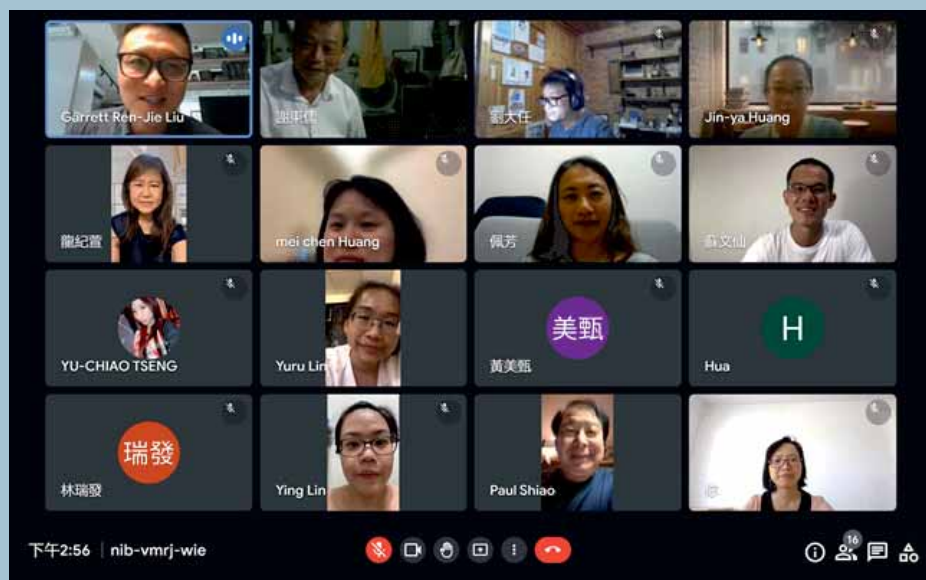 Garrett Ren-Jie Liu
謝東儒
劉大任
Jin-ya Huang
龍紀萱
mei chen Huang
佩芳
蘇文仙
YU-CHIAO TSENG
Yuru Lin
美甄
黃美甄
H
Hua
瑞發
林瑞發
Ying Lin
Paul Shiao
下午2:56 | nib-vmrj-wie
16